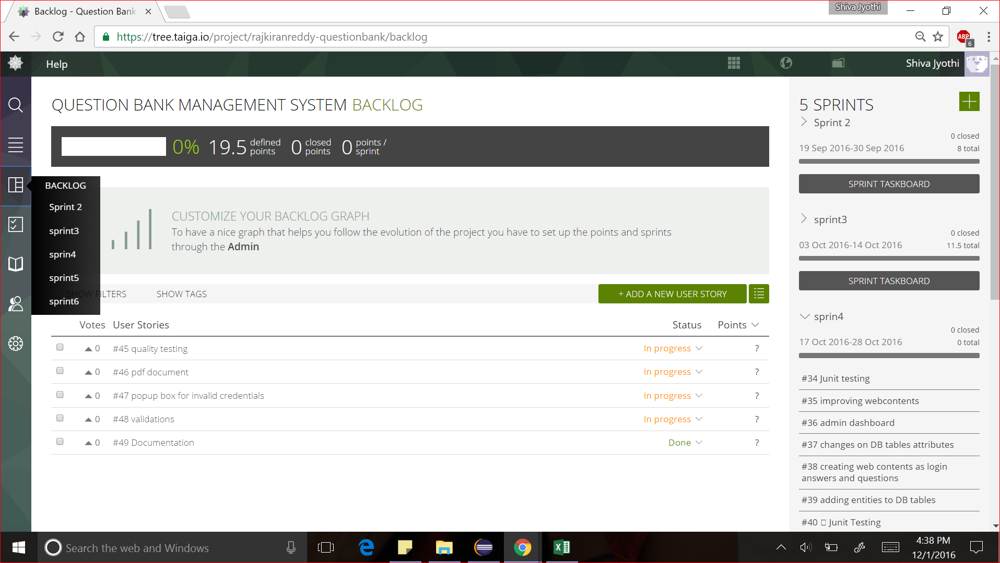 Backlog - Question Bank
Shiva Jyothi
https://tree.taiga.io/project/rajkiranreddy-questionbank/backlog
ABP
6
Help
Shiva Jyothi
QUESTION BANK MANAGEMENT SYSTEM BACKLOG
0% 19.5 defined points 0 closed points 0 points / sprint
BACKLOG
Sprint 2
sprint3
sprin4
sprint5
sprint6
CUSTOMIZE YOUR BACKLOG GRAPH
To have a nice graph that helps you follow the evolution of the project you have to set up the points and sprints
through the Admin
SHOW FILTERS
SHOW TAGS
+ ADD A NEW USER STORY
Votes User Stories Status Points
0 #45 quality testing In progress ?
0 #46 pdf document In progress ?
0 #47 popup box for invalid credentials In progress ?
0 #48 validations In progress ?
0 #49 Documentation Done ?
5 SPRINTS
Sprint 2
0 closed
19 Sep 2016-30 Sep 2016 8 total
SPRINT TASKBOARD
sprint3
0 closed
03 Oct 2016-14 Oct 2016 11.5 total
SPRINT TASKBOARD
sprin4
0 closed
17 Oct 2016-28 Oct 2016 0 total
#34 Junit testing
#35 improving webcontents
#36 admin dashboard
#37 changes on DB tables attributes
#38 creating web contents as login
answers and questions
#39 adding entities to DB tables
#40 Junit Testing
Search the web and Windows
4:38 PM
12/1/2016